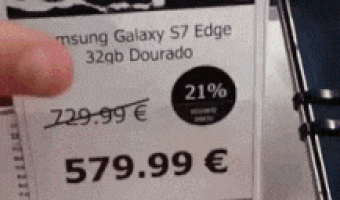 msung Galaxy S7 Edge
32gb Dourado
21%
729.99 €
579.99 €